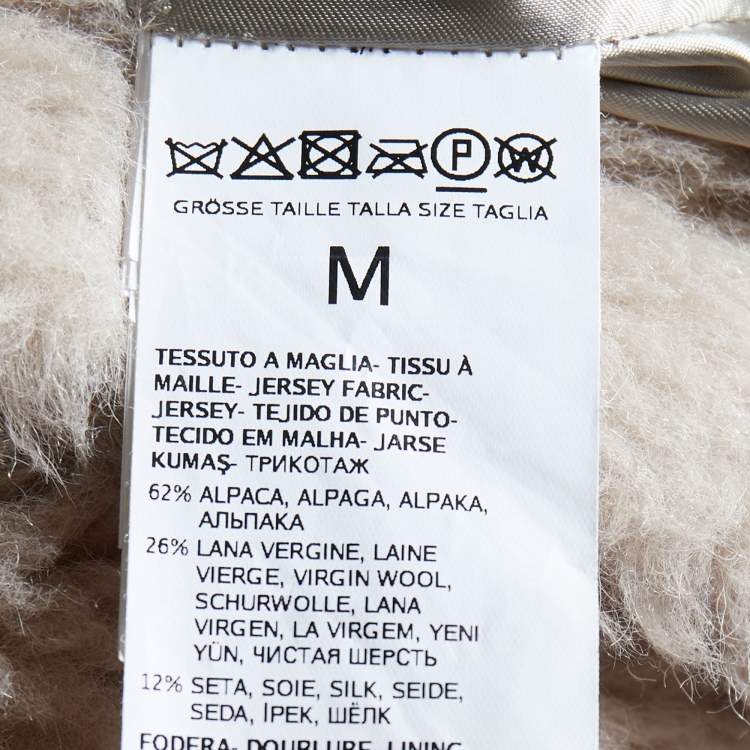 P
W
GRÖSSE TAILLE TALLA SIZE TAGLIA
M
TESSUTO A MAGLIA- TISSU À
MAILLE- JERSEY FABRIC-
JERSEY- TEJIDO DE PUNTO-
TECIDO EM MALHA- JARSE
KUMAŞ- ТРИКОТАЖ
62% ALPACA, ALPAGA, ALPAKA,
АЛЬПАКА
26% LANA VERGINE, LAINE
VIERGE, VIRGIN WOOL,
SCHURWOLLE, LANA
VIRGEN, LA VIRGEM, YENI
YÜN, ЧИСТАЯ ШЕРСТЬ
12% SETA, SOIE, SILK, SEIDE,
SEDA, İPEK, ШЁЛК
FODERA- DOUBLURE- LINING-